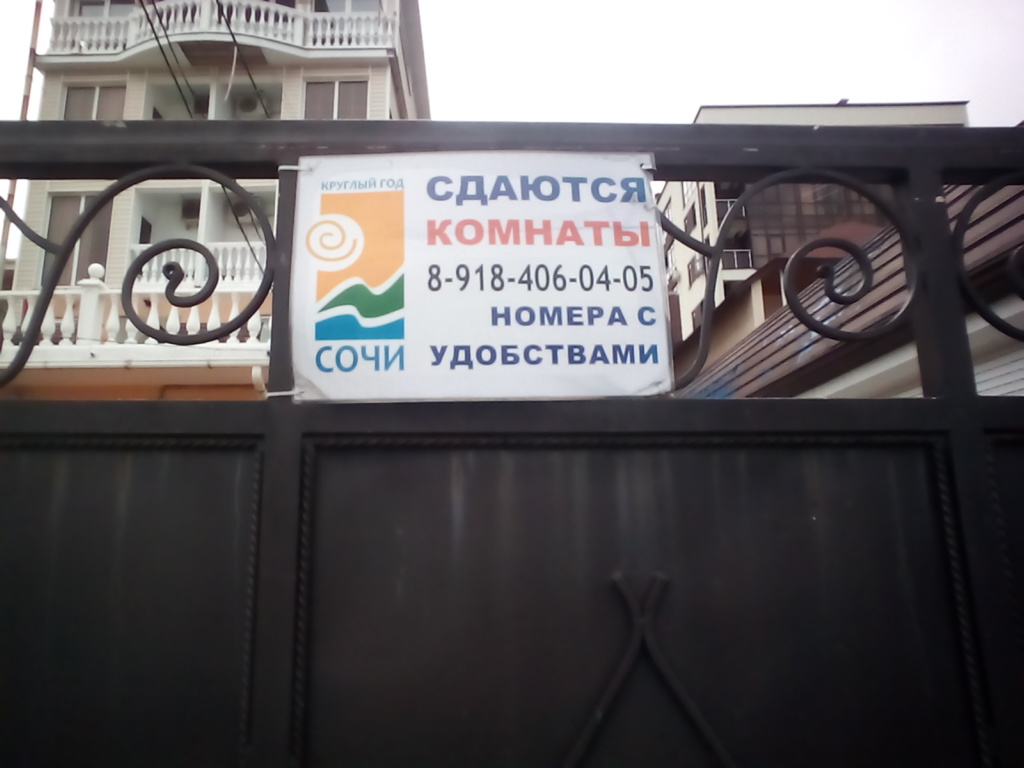 КРУГЛЫЙ ГОД
СОЧИ
СДАЮТСЯ
КОМНАТЫ
8-918-406-04-05
НОМЕРА С
УДОБСТВАМИ